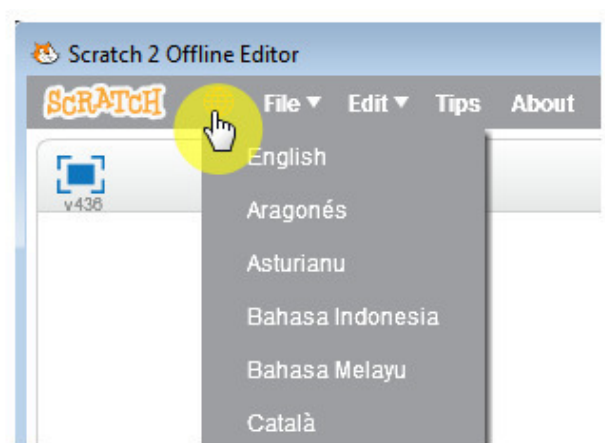 Scratch 2 Offline Editor
SCRATCH File Edit Tips About
English
v436
Aragonés
Asturianu
Bahasa Indonesia
Bahasa Melayu
Català